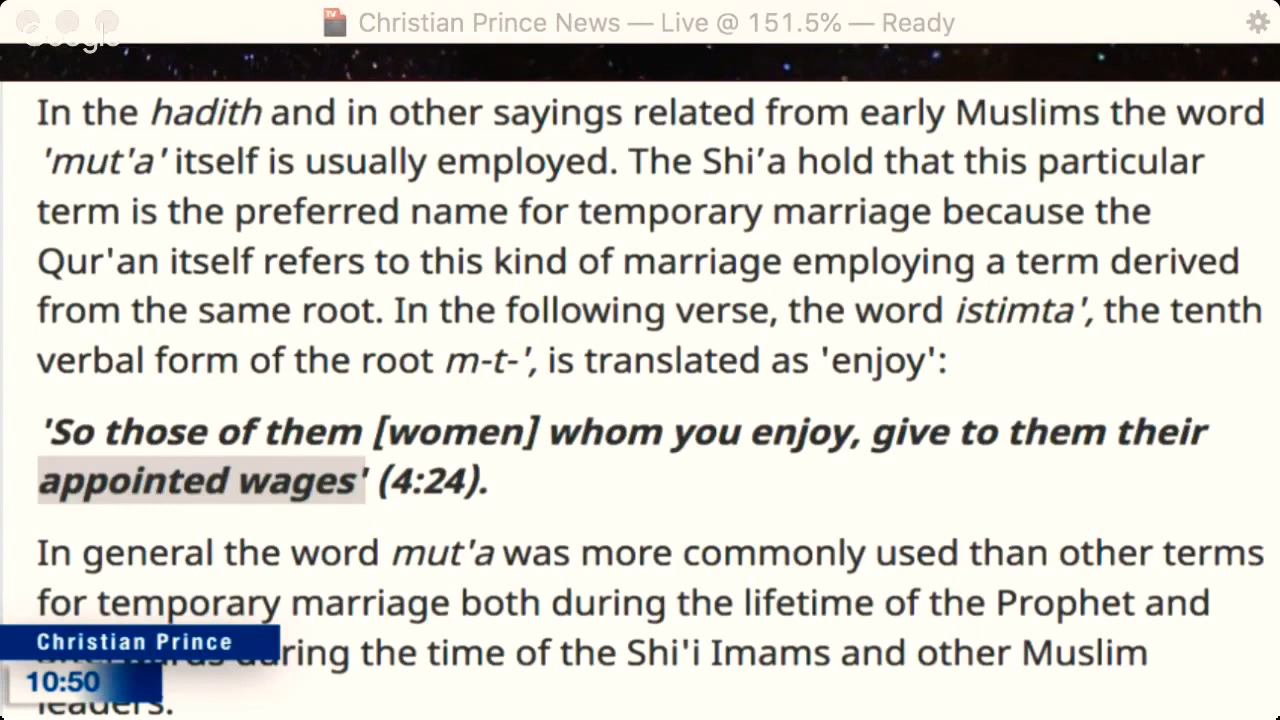 Christian Prince News — Live @ 151.5% — Ready
Google
In the hadith and in other sayings related from early Muslims the word
'mut'a' itself is usually employed. The Shi’a hold that this particular
term is the preferred name for temporary marriage because the
Qur'an itself refers to this kind of marriage employing a term derived
from the same root. In the following verse, the word istimta', the tenth
verbal form of the root m-t-', is translated as 'enjoy':
'So those of them [women] whom you enjoy, give to them their
appointed wages' (4:24).
In general the word mut'a was more commonly used than other terms
for temporary marriage both during the lifetime of the Prophet and
during the time of the Shi'i Imams and other Muslim
leaders.
Christian Prince
10:50